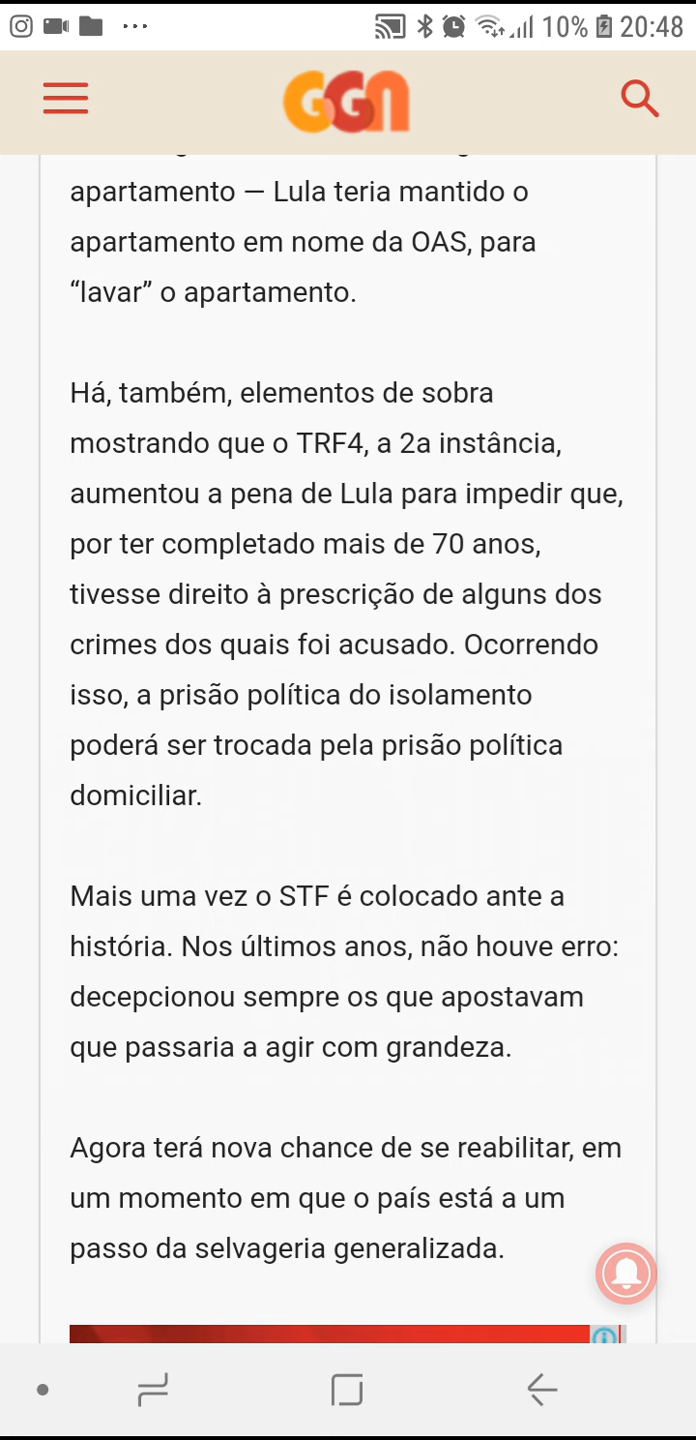 10% 20:48
GGN
apartamento — Lula teria mantido o
apartamento em nome da OAS, para
“lavar” o apartamento.
Há, também, elementos de sobra
mostrando que o TRF4, a 2a instância,
aumentou a pena de Lula para impedir que,
por ter completado mais de 70 anos,
tivesse direito à prescrição de alguns dos
crimes dos quais foi acusado. Ocorrendo
isso, a prisão política do isolamento
poderá ser trocada pela prisão política
domiciliar.
Mais uma vez o STF é colocado ante a
história. Nos últimos anos, não houve erro:
decepcionou sempre os que apostavam
que passaria a agir com grandeza.
Agora terá nova chance de se reabilitar, em
um momento em que o país está a um
passo da selvageria generalizada.